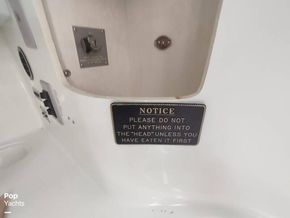 NOTICE
PLEASE DO NOT
PUT ANYTHING INTO
THE "HEAD" UNLESS YOU
HAVE EATEN IT FIRST
Pop
Yachts